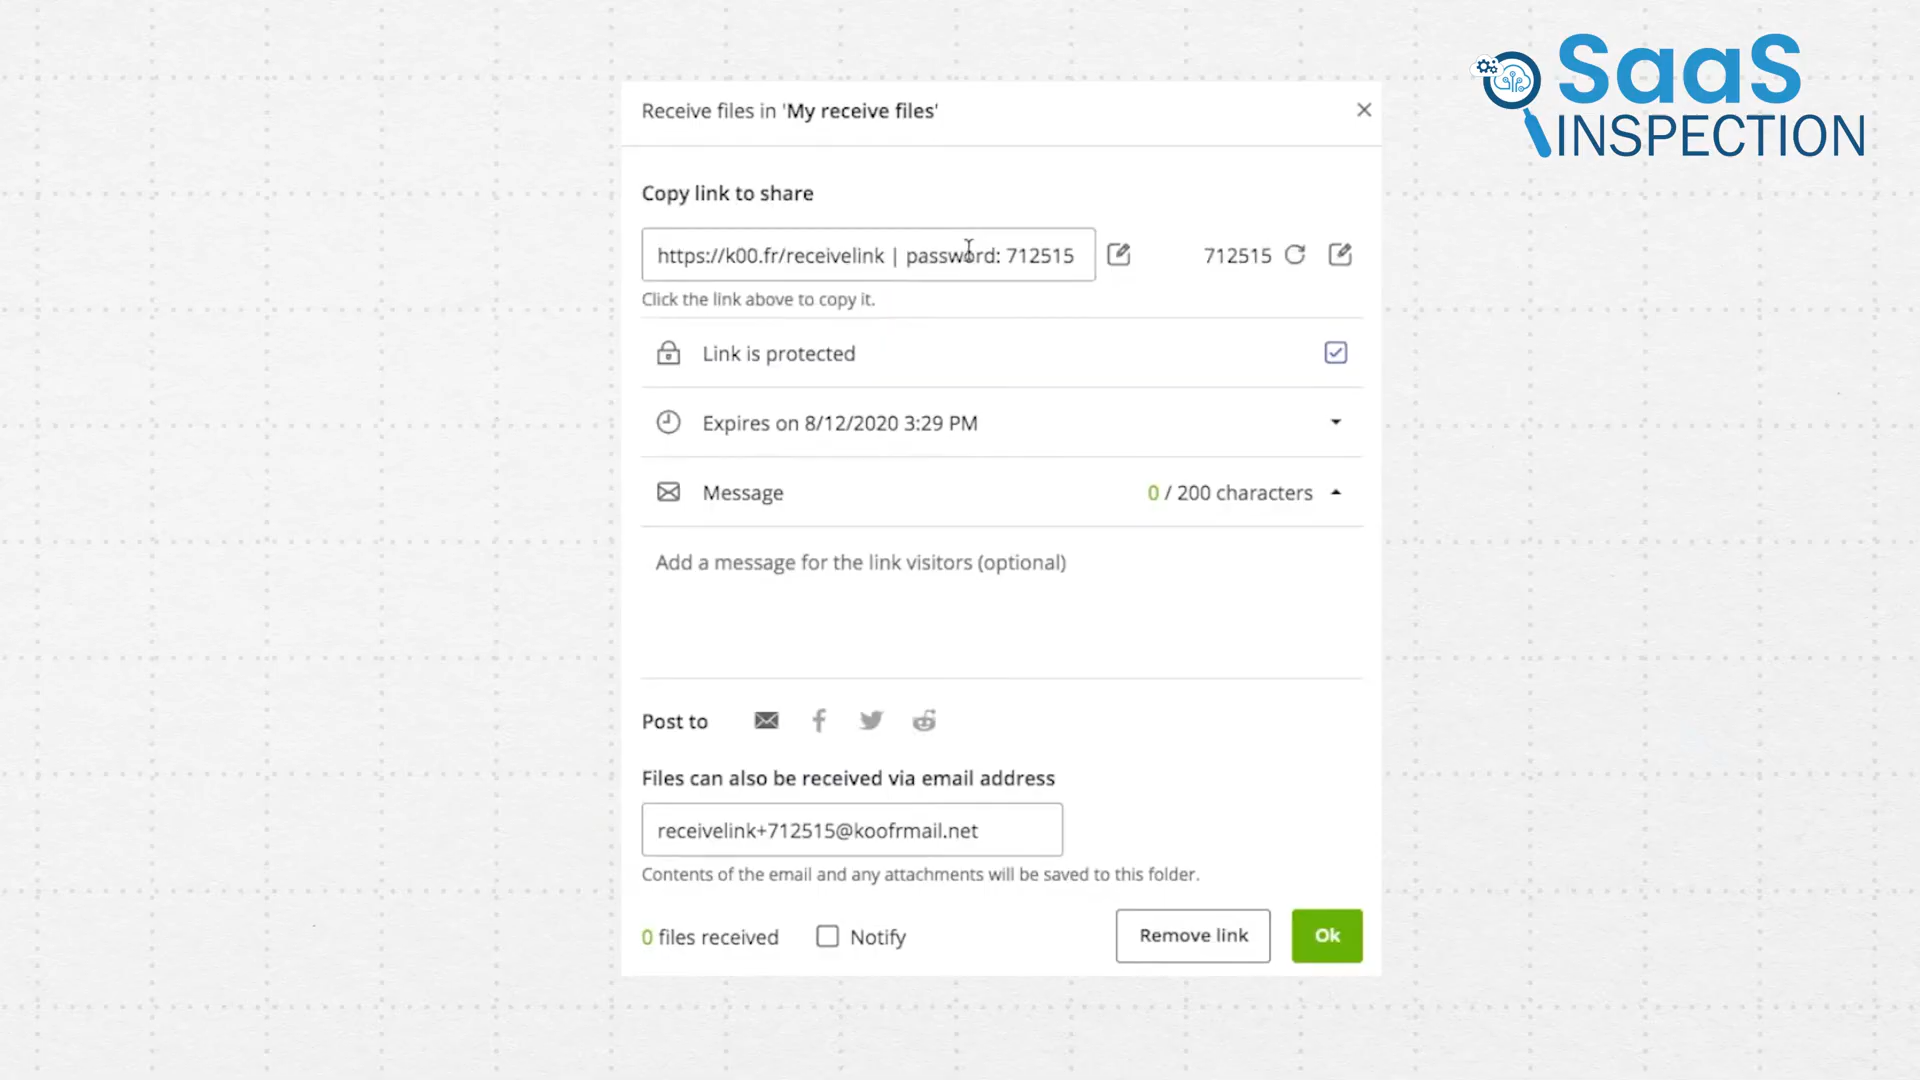 SaaS
INSPECTION
Receive files in 'My receive files'
Copy link to share
https://k00.fr/receivelink | password: 712515
712515
Click the link above to copy it.
Link is protected
Expires on 8/12/2020 3:29 PM
Message
0 / 200 characters
Add a message for the link visitors (optional)
Post to
Files can also be received via email address
receivelink+712515@koofrmail.net
Contents of the email and any attachments will be saved to this folder.
0 files received
Notify
Remove link
Ok